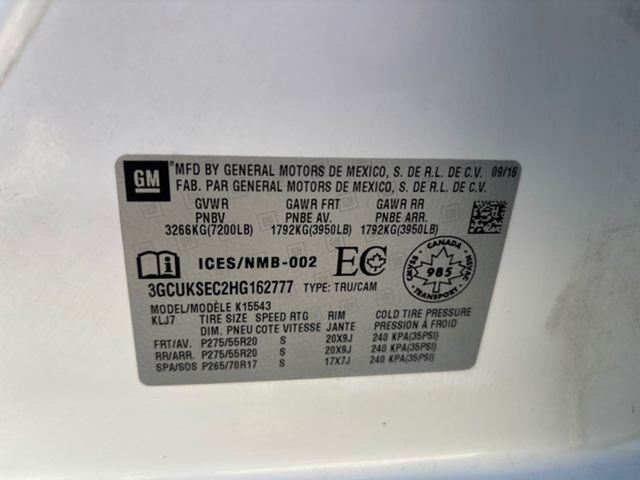 GM
MFD BY GENERAL MOTORS DE MEXICO, S. DE R.L. DE C.V. 09/16
FAB. PAR GENERAL MOTORS DE MEXICO, S. DE R.L. DE C.V.
GVWR GAWR FRT GAWR RR
PNBV PNBE AV. PNBE ARR.
3266KG(7200LB) 1792KG(3950LB) 1792KG(3950LB)
ICES/NMB-002 EC
CANADA
985
TRANSPORT
3GCUKSEC2HG162777 TYPE: TRU/CAM
MODEL/MODÈLE K15543
KLJ7 TIRE SIZE SPEED RTG RIM COLD TIRE PRESSURE
DIM. PNEU COTE VITESSE JANTE PRESSION À FROID
FRT/AV. P275/55R20 S 20X9J 240 KPA(35PSI)
RR/ARR. P275/55R20 S 20X9J 240 KPA(35PSI)
SPA/SOS P265/70R17 S 17X7J 240 KPA(35PSI)